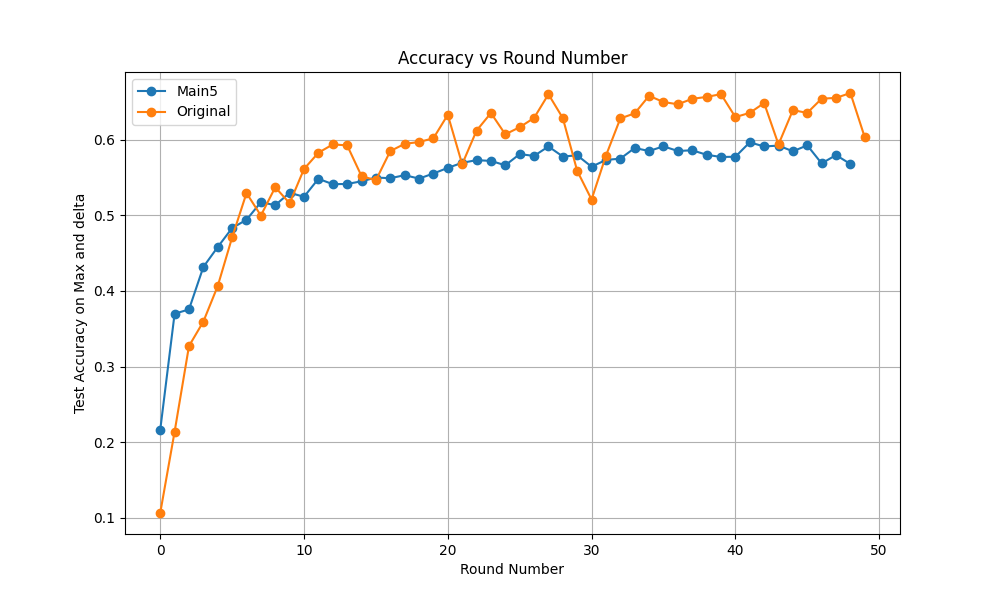 Accuracy vs Round Number
Main5
Original
Test Accuracy on Max and delta
0.6
0.5
0.4
0.3
0.2
0.1
0 10 20 30 40 50
Round Number